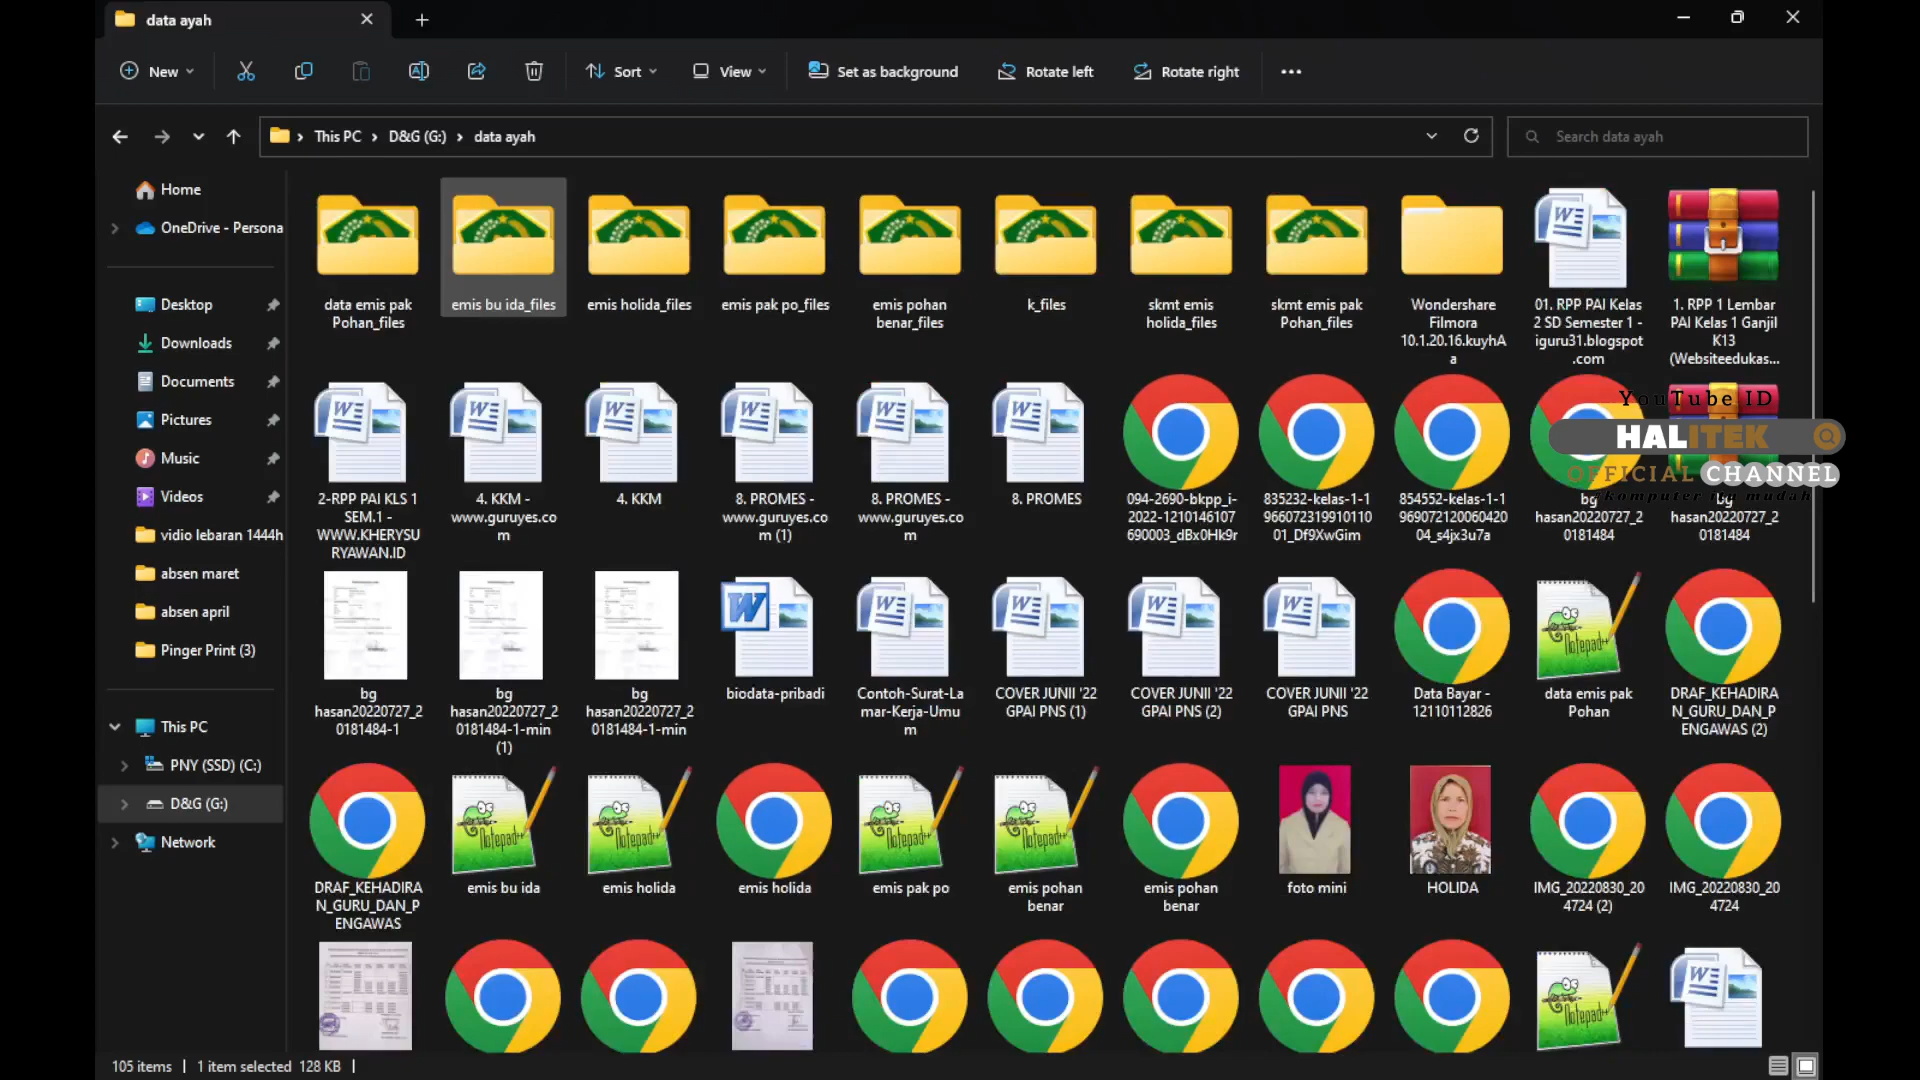 data ayah
New
Sort
View
Set as background
Rotate left
Rotate right
This PC
D&G (G:)
data ayah
Search data ayah
Home
OneDrive - Persona
Desktop
Downloads
Documents
Pictures
Music
Videos
vidio lebaran 1444h
absen maret
absen april
Pinger Print (3)
This PC
PNY (SSD) (C:)
D&G (G:)
Network
data emis pak
Pohan_files
emis bu ida_files
emis holida_files
emis pak po_files
emis pohan
benar_files
k_files
skmt emis
holida_files
skmt emis pak
Pohan_files
Wondershare
Filmora
10.1.20.16.kuyhA
a
01. RPP PAI Kelas
2 SD Semester 1 -
iguru31.blogspot
.com
1. RPP 1 Lembar
PAI Kelas 1 Ganjil
K13
(Websiteedukas...
2-RPP PAI KLS 1
SEM.1 -
WWW.KHERYSU
RYAWAN.ID
4. KKM -
www.guruyes.co
m
4. KKM
8. PROMES -
www.guruyes.co
m (1)
8. PROMES -
www.guruyes.co
m
8. PROMES
094-2690-bkpp_i-
2022-1210146107
690003_dBx0Hk9r
835232-kelas-1-1
966072319910110
01_Df9XwGim
854552-kelas-1-1
969072120060420
04_s4jx3u7a
bg
hasan20220727_2
0181484
bg
hasan20220727_2
0181484
YouTube ID
HALITEK
OFFICIAL CHANNEL
komputer itu mudah
bg
hasan20220727_2
0181484-1
bg
hasan20220727_2
0181484-1-min
(1)
bg
hasan20220727_2
0181484-1-min
biodata-pribadi
Contoh-Surat-La
mar-Kerja-Umu
m
COVER JUNII '22
GPAI PNS (1)
COVER JUNII '22
GPAI PNS (2)
COVER JUNII '22
GPAI PNS
Data Bayar -
12110112826
Notepad++
data emis pak
Pohan
DRAF_KEHADIRA
N_GURU_DAN_P
ENGAWAS (2)
DRAF_KEHADIRA
N_GURU_DAN_P
ENGAWAS
Notepad++
emis bu ida
Notepad++
emis holida
emis holida
Notepad++
emis pak po
Notepad++
emis pohan
benar
emis pohan
benar
foto mini
HOLIDA
IMG_20220830_20
4724 (2)
IMG_20220830_20
4724
Notepad++
105 items
1 item selected 128 KB